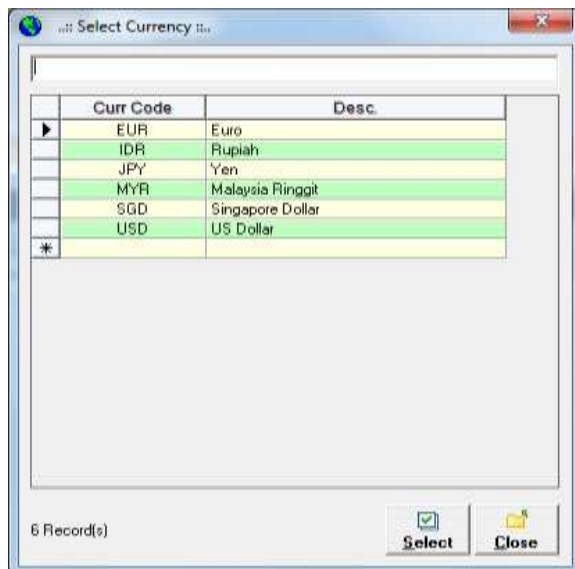 ..:: Select Currency ::..
Curr Code Desc.
EUR Euro
IDR Rupiah
JPY Yen
MYR Malaysia Ringgit
SGD Singapore Dollar
USD US Dollar
6 Record(s)
Select Close